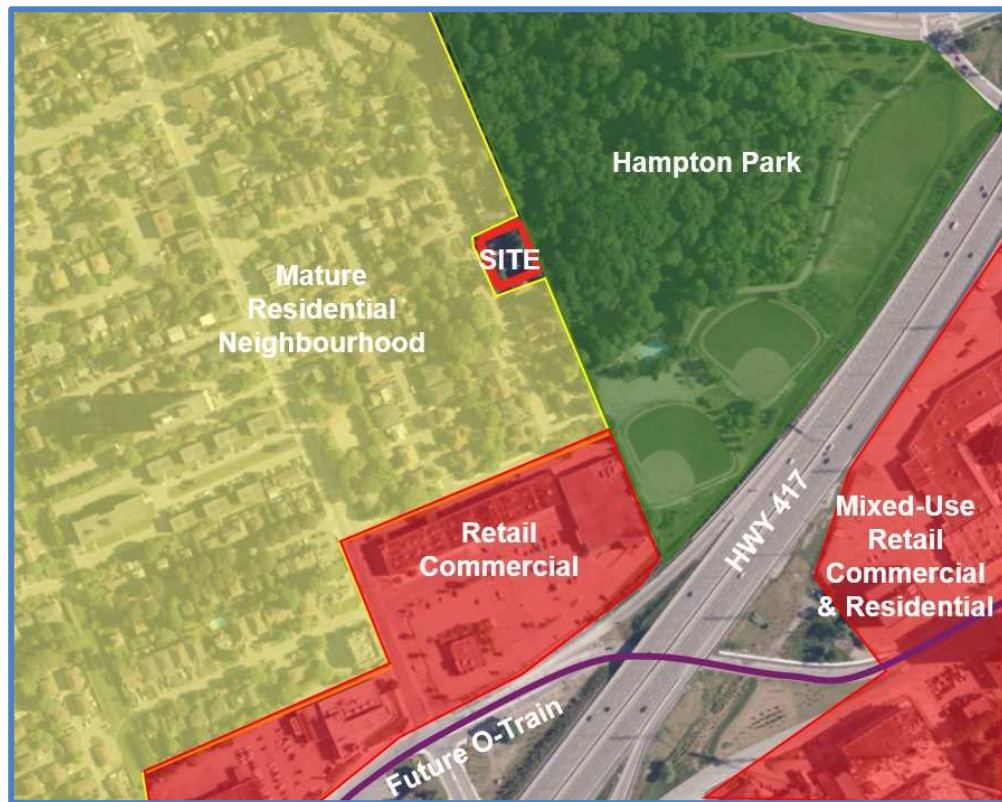 Hampton Park
SITE
Mature
Residential
Neighbourhood
HWY 417
Mixed-Use
Retail
Commercial
& Residential
Retail
Commercial
Future O-Train